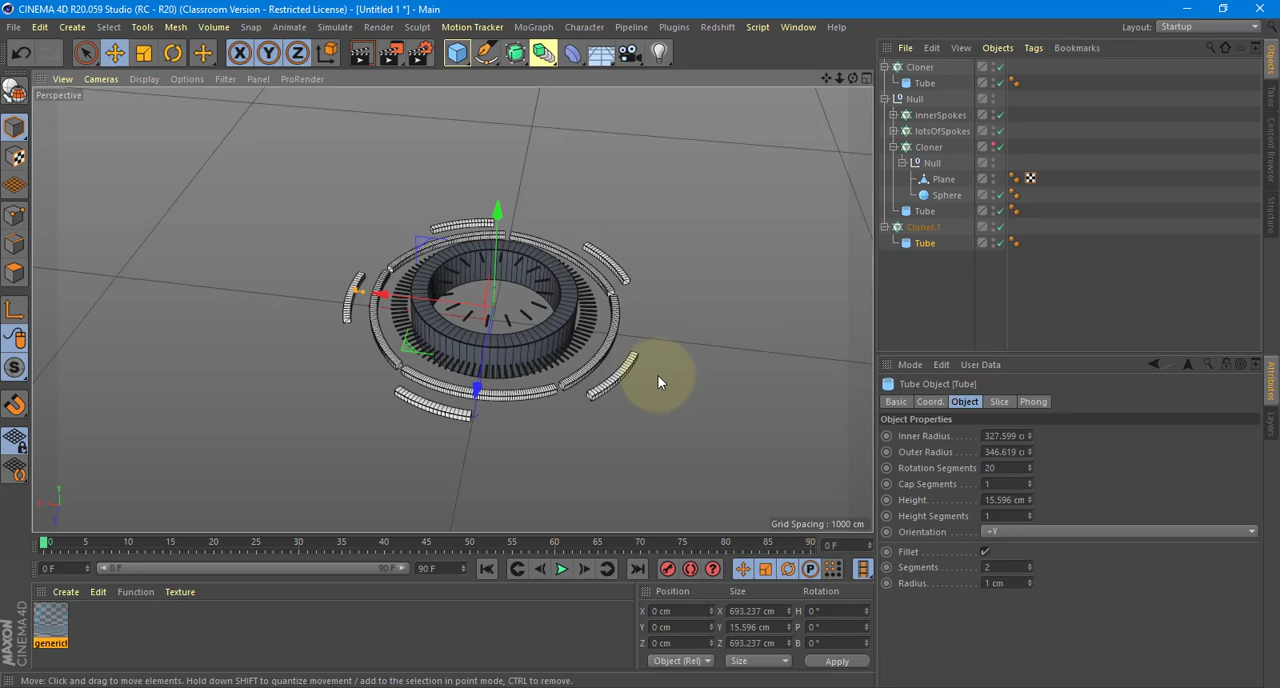 CINEMA 4D R20.059 Studio (RC - R20) (Classroom Version - Restricted License) - [Untitled 1 *] - Main
File Edit Create Select Tools Mesh Volume Snap Animate Simulate Render Sculpt Motion Tracker MoGraph Character Pipeline Plugins Redshift Script Window Help Layout: Startup
X Y Z
View Cameras Display Options Filter Panel ProRender
Perspective
File Edit View Objects Tags Bookmarks
Cloner
Tube
Null
innerSpokes
lotsOfSpokes
Cloner
Null
Plane
Sphere
Tube
Cloner.1
Tube
Objects
Takes
Content Browser
Structure
Mode Edit User Data
Tube Object [Tube]
Basic Coord. Object Slice Phong
Object Properties
Inner Radius. . . . . 327.599 c
Outer Radius . . . . 346.619 c
Rotation Segments 20
Cap Segments . . . 1
Height. . . . . . . . . . 15.596 cm
Height Segments 1
Orientation . . . . . . +Y
Fillet . . . . . . . . . .
Segments . . . . . . . 2
Radius. . . . . . . . . . 1 cm
Attributes
Layers
Y
X
Z
Grid Spacing : 1000 cm
0 5 10 15 20 25 30 35 40 45 50 55 60 65 70 75 80 85 90 0 F
0 F 0 F 90 F 90 F
Create Edit Function Texture
generic
Position Size Rotation
X 0 cm X 693.237 cm H 0 °
Y 0 cm Y 15.596 cm P 0 °
Z 0 cm Z 693.237 cm B 0 °
Object (Rel) Size Apply
MAXON CINEMA 4D
Move: Click and drag to move elements. Hold down SHIFT to quantize movement / add to the selection in point mode, CTRL to remove.